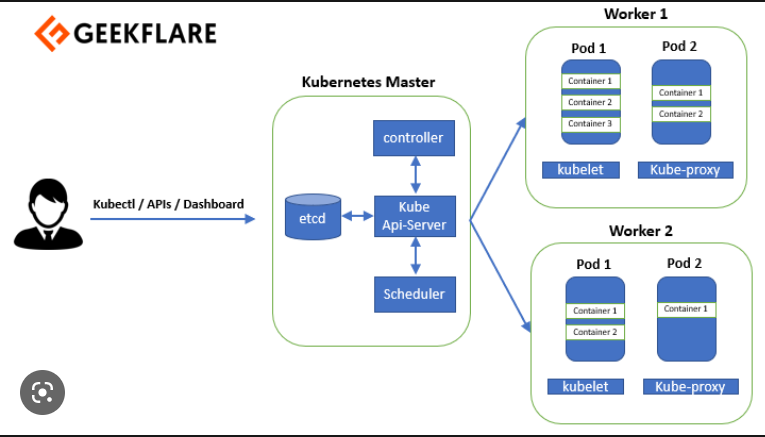 GEEKFLARE
Kubectl / APIs / Dashboard
Kubernetes Master
controller
etcd
Kube
Api-Server
Scheduler
Worker 1
Pod 1
Pod 2
Container 1
Container 2
Container 3
Container 1
Container 2
kubelet
Kube-proxy
Worker 2
Pod 1
Pod 2
Container 1
Container 2
Container 1
kubelet
Kube-proxy